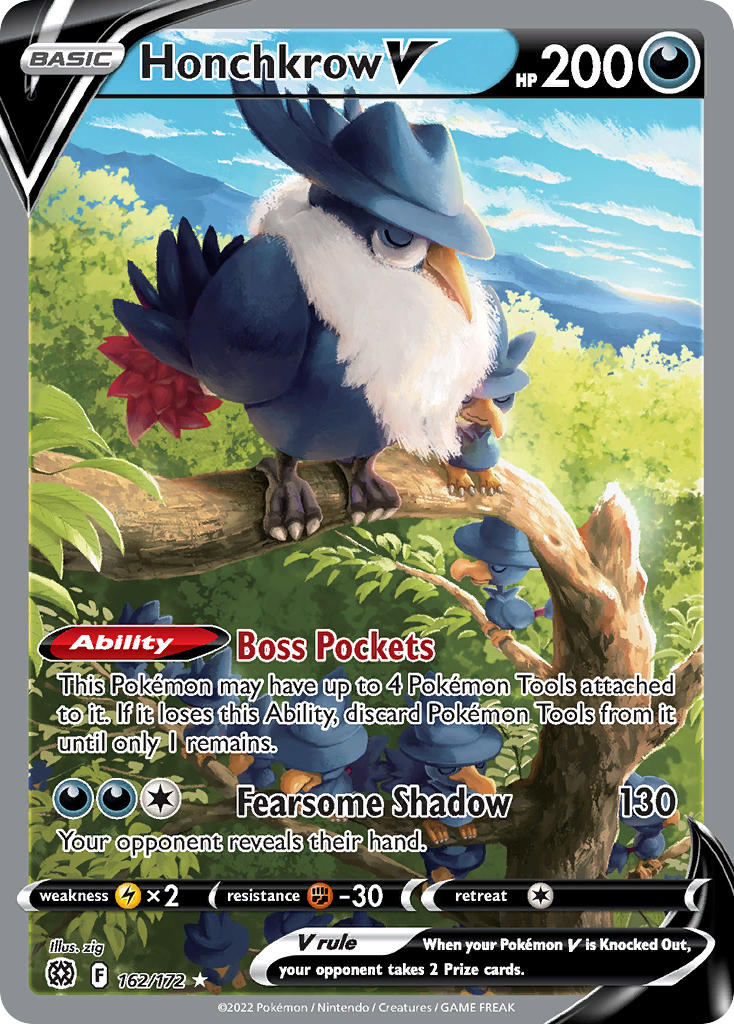 BASIC Honchkrow V HP 200
Ability Boss Pockets
This Pokémon may have up to 4 Pokémon Tools attached
to it. If it loses this Ability, discard Pokémon Tools from it
until only 1 remains.
Fearsome Shadow 130
Your opponent reveals their hand.
weakness ×2 resistance -30 retreat
Illus. zig
V rule When your Pokémon V is Knocked Out,
your opponent takes 2 Prize cards.
F 162/172
©2022 Pokémon / Nintendo / Creatures / GAME FREAK